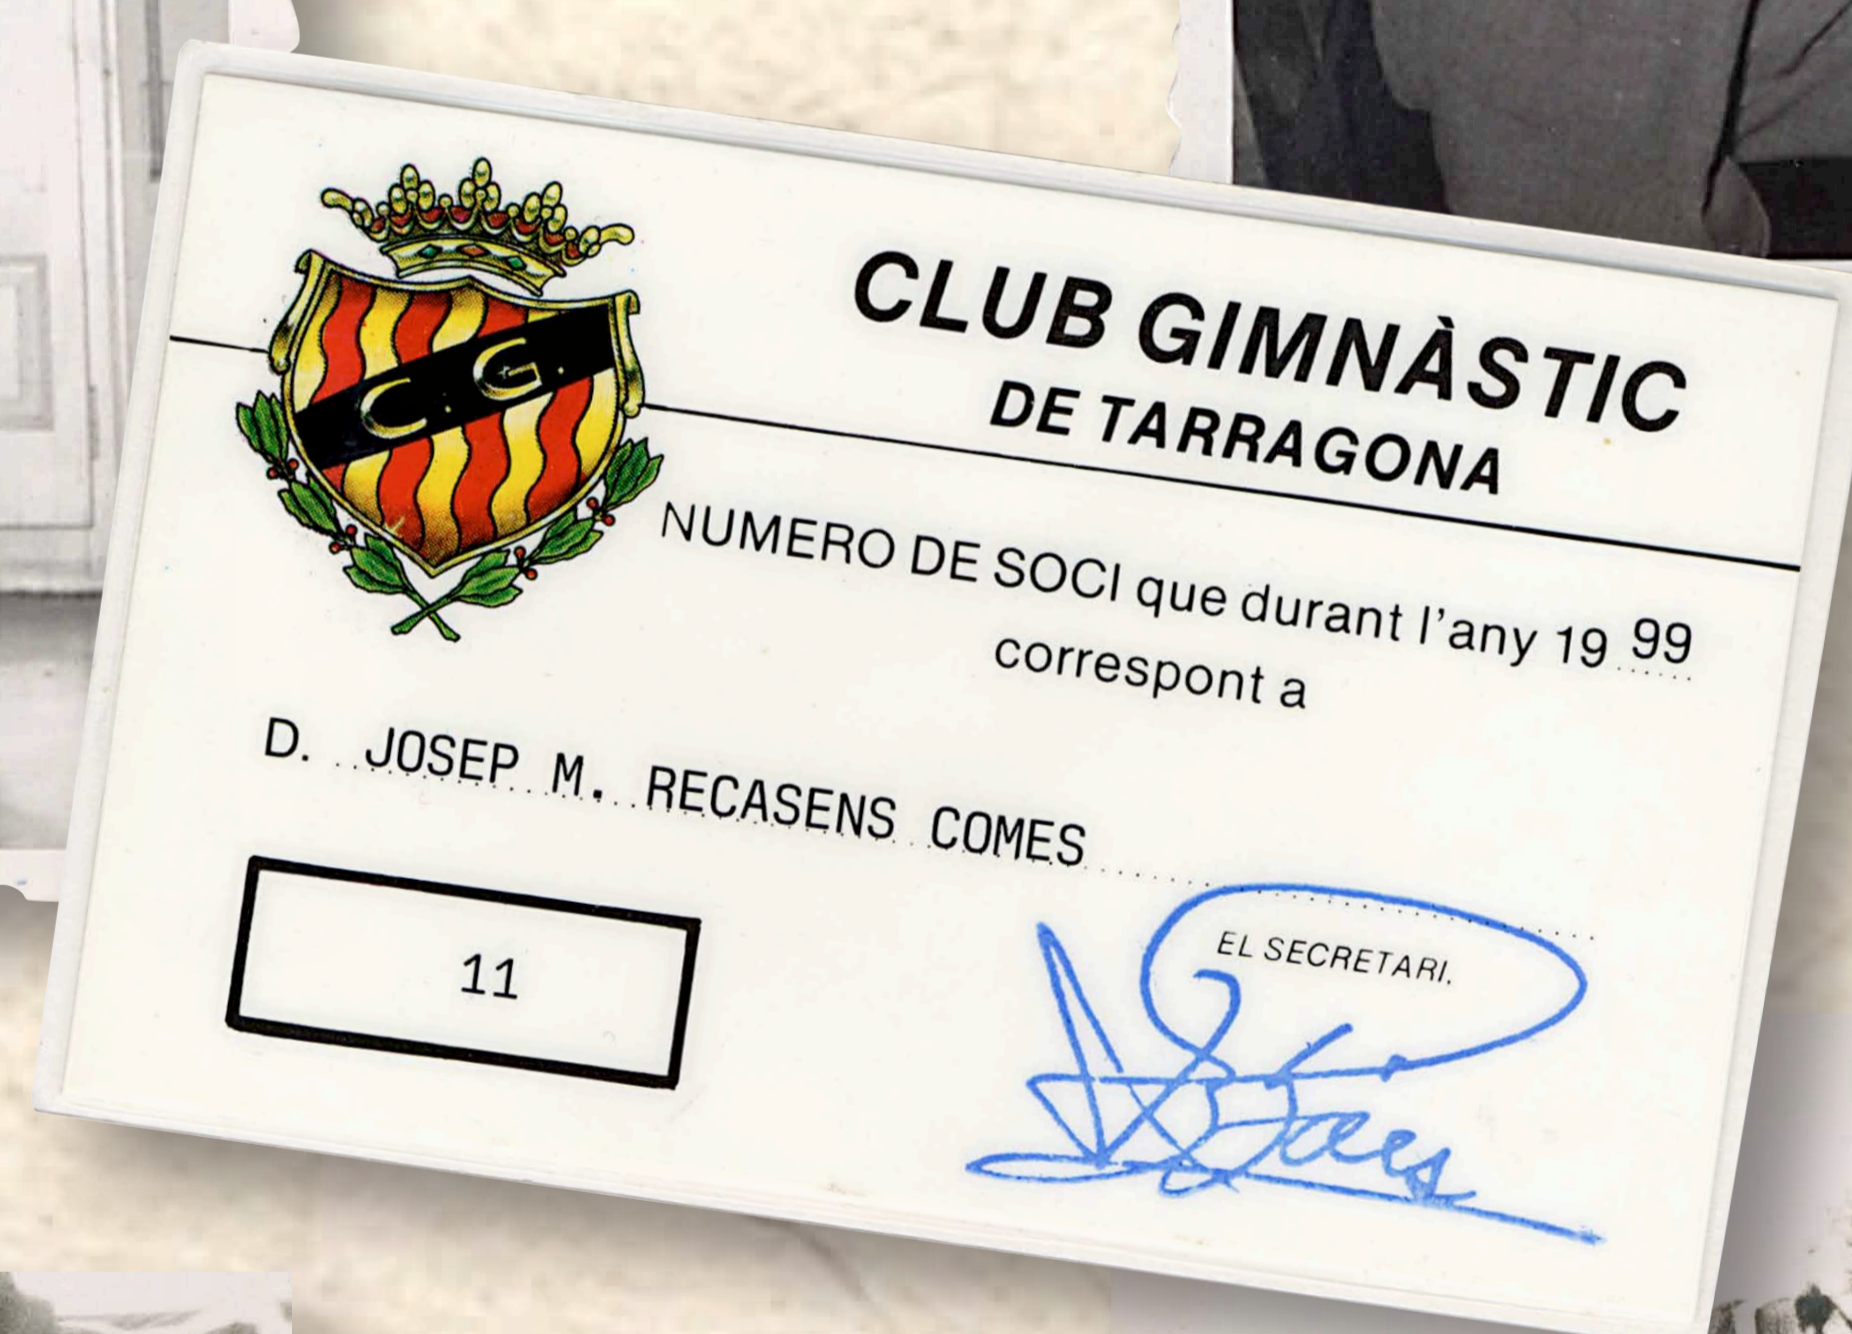 CLUB GIMNÀSTIC
DE TARRAGONA
C. G.
NUMERO DE SOCI que durant l'any 19 99
correspont a
D. JOSEP M. RECASENS COMES
11
EL SECRETARI,